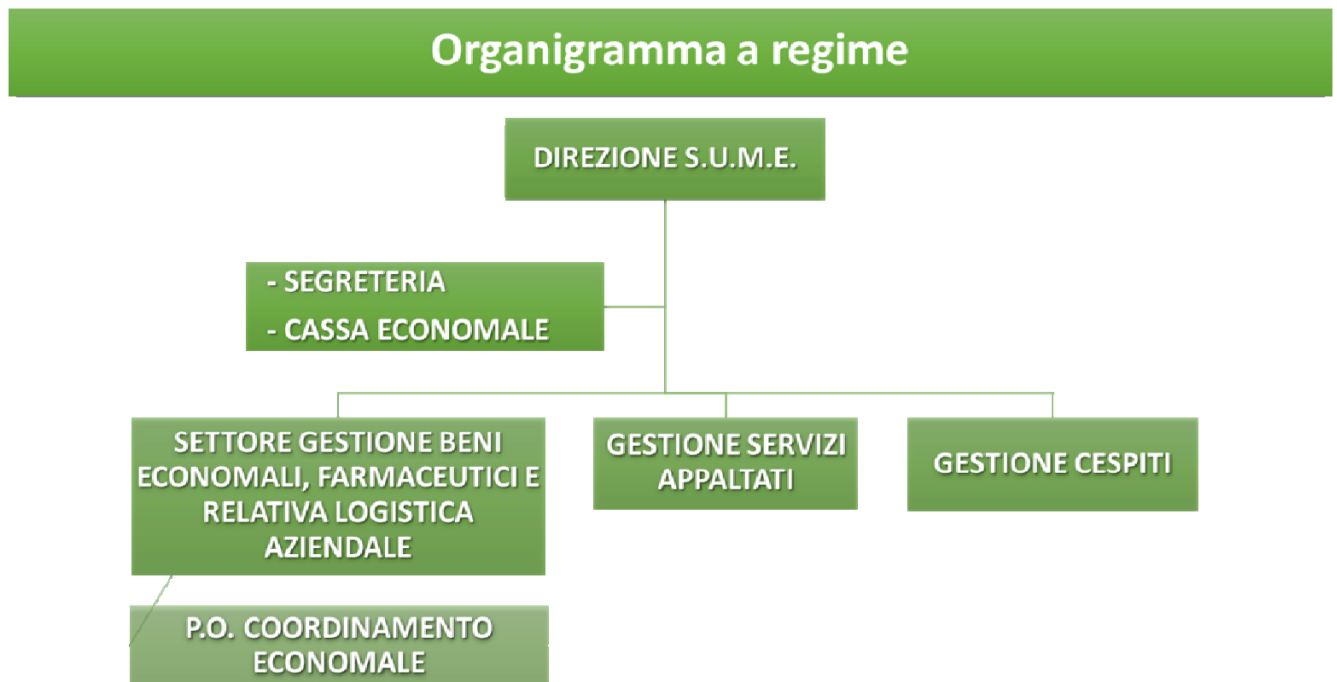 Organigramma a regime
DIREZIONE S.U.M.E.
- SEGRETERIA
- CASSA ECONOMALE
SETTORE GESTIONE BENI
ECONOMALI, FARMACEUTICI E
RELATIVA LOGISTICA
AZIENDALE
GESTIONE SERVIZI
APPALTATI
GESTIONE CESPITI
P.O. COORDINAMENTO
ECONOMALE